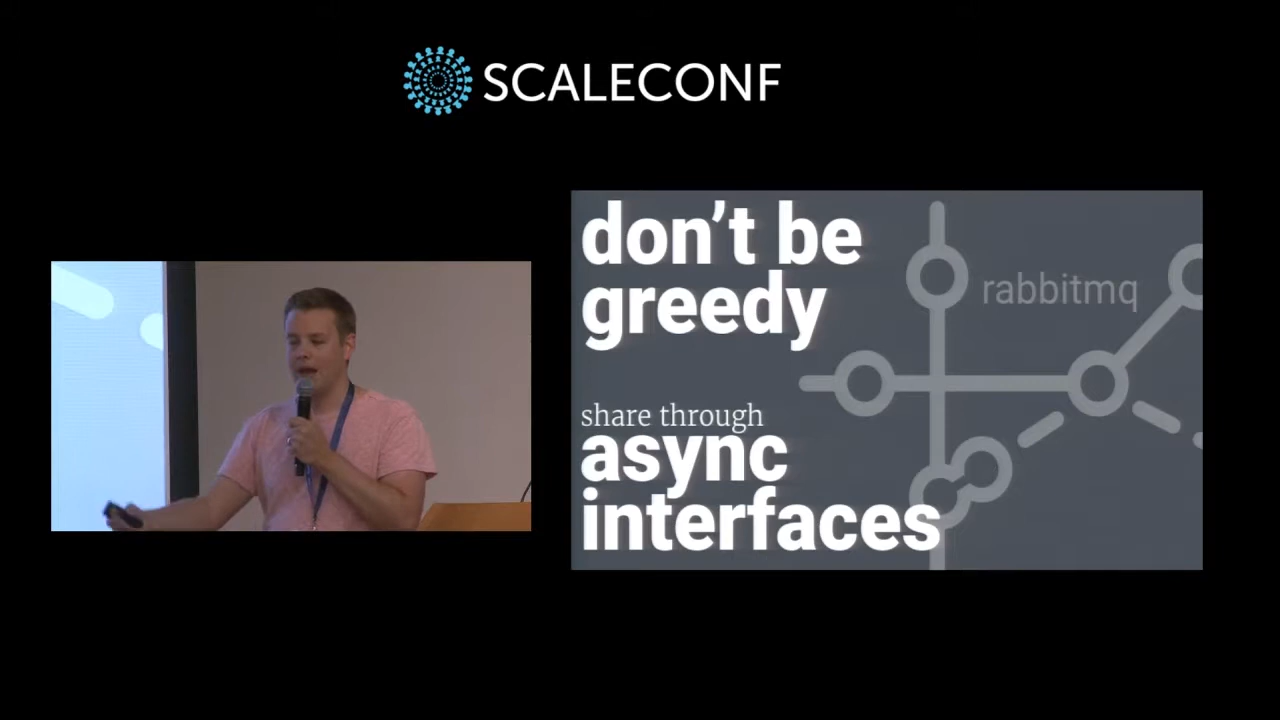 SCALECONF
don't be
greedy
rabbitmq
share through
async
interfaces